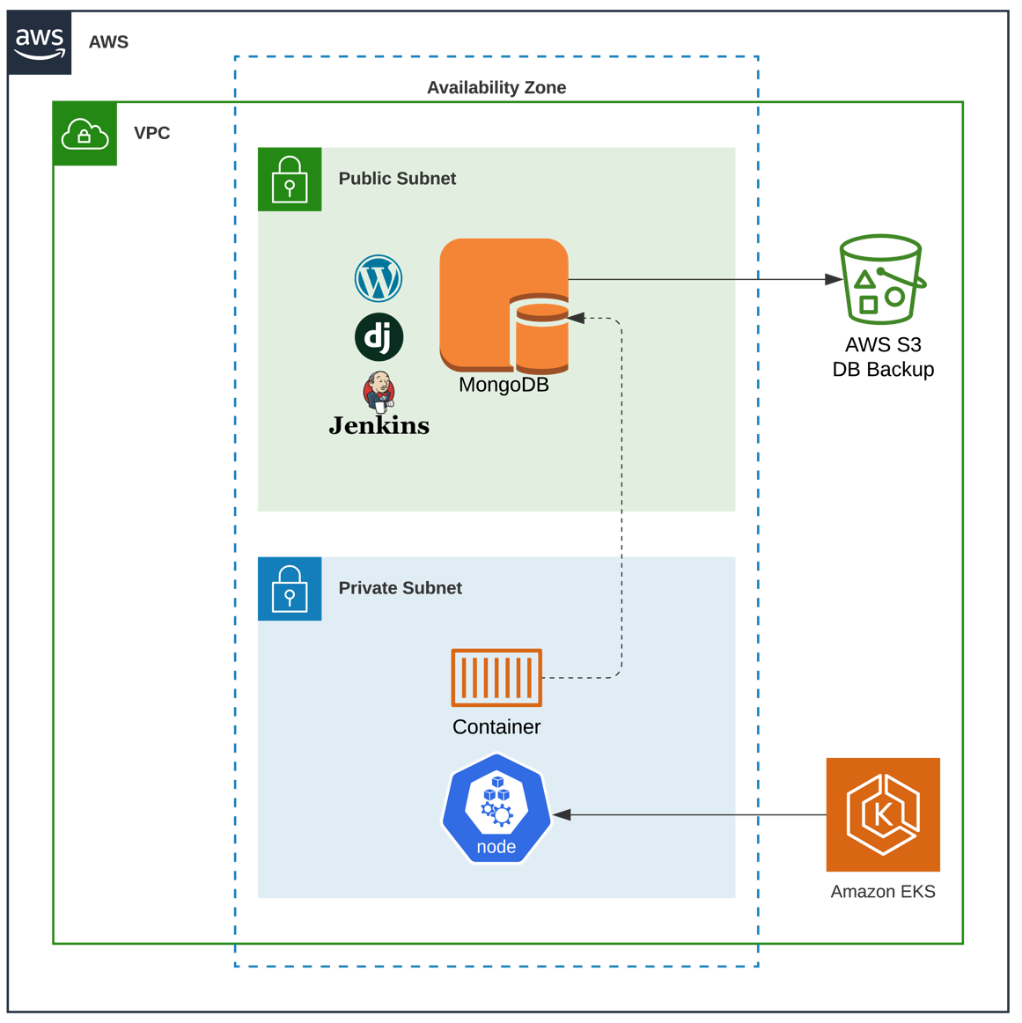 aws
AWS
Availability Zone
VPC
Public Subnet
W
dj
Jenkins
MongoDB
AWS S3
DB Backup
Private Subnet
Container
node
K
Amazon EKS